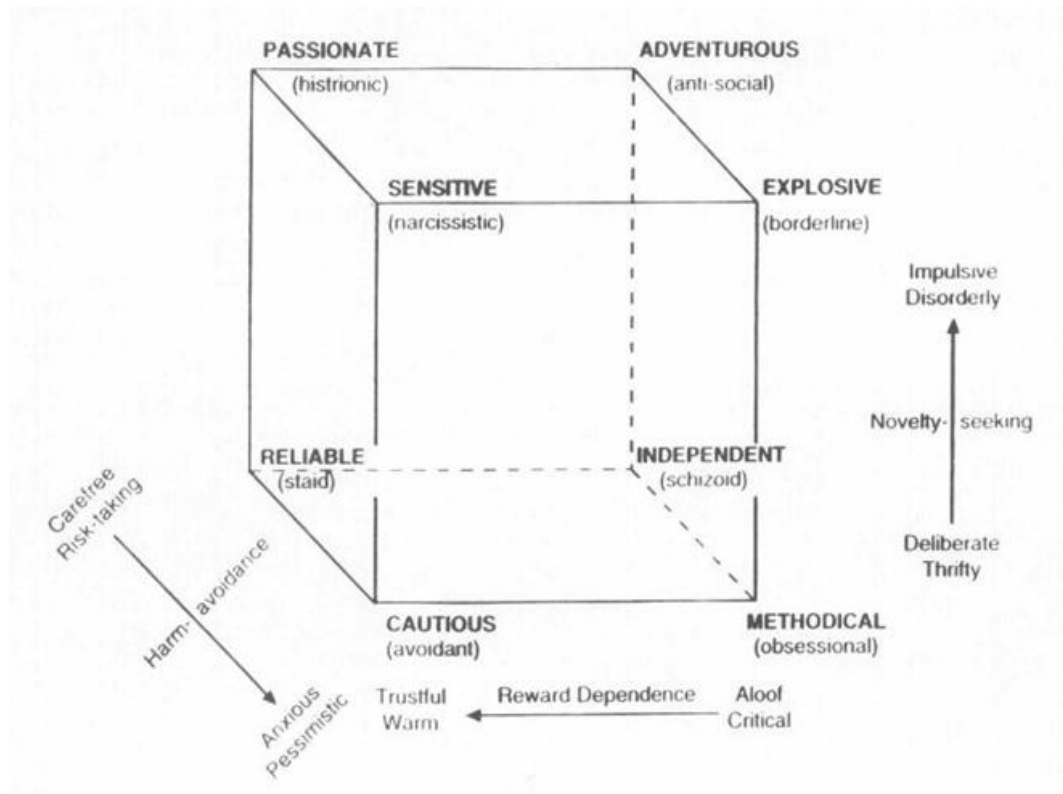 PASSIONATE
(histrionic)
ADVENTUROUS
(anti-social)
SENSITIVE
(narcissistic)
EXPLOSIVE
(borderline)
Impulsive
Disorderly
Novelty- seeking
Deliberate
Thrifty
RELIABLE
(staid)
INDEPENDENT
(schizoid)
Carefree
Risk-taking
Harm- avoidance
Anxious
Pessimistic
CAUTIOUS
(avoidant)
METHODICAL
(obsessional)
Trustful
Warm
Reward Dependence
Aloof
Critical